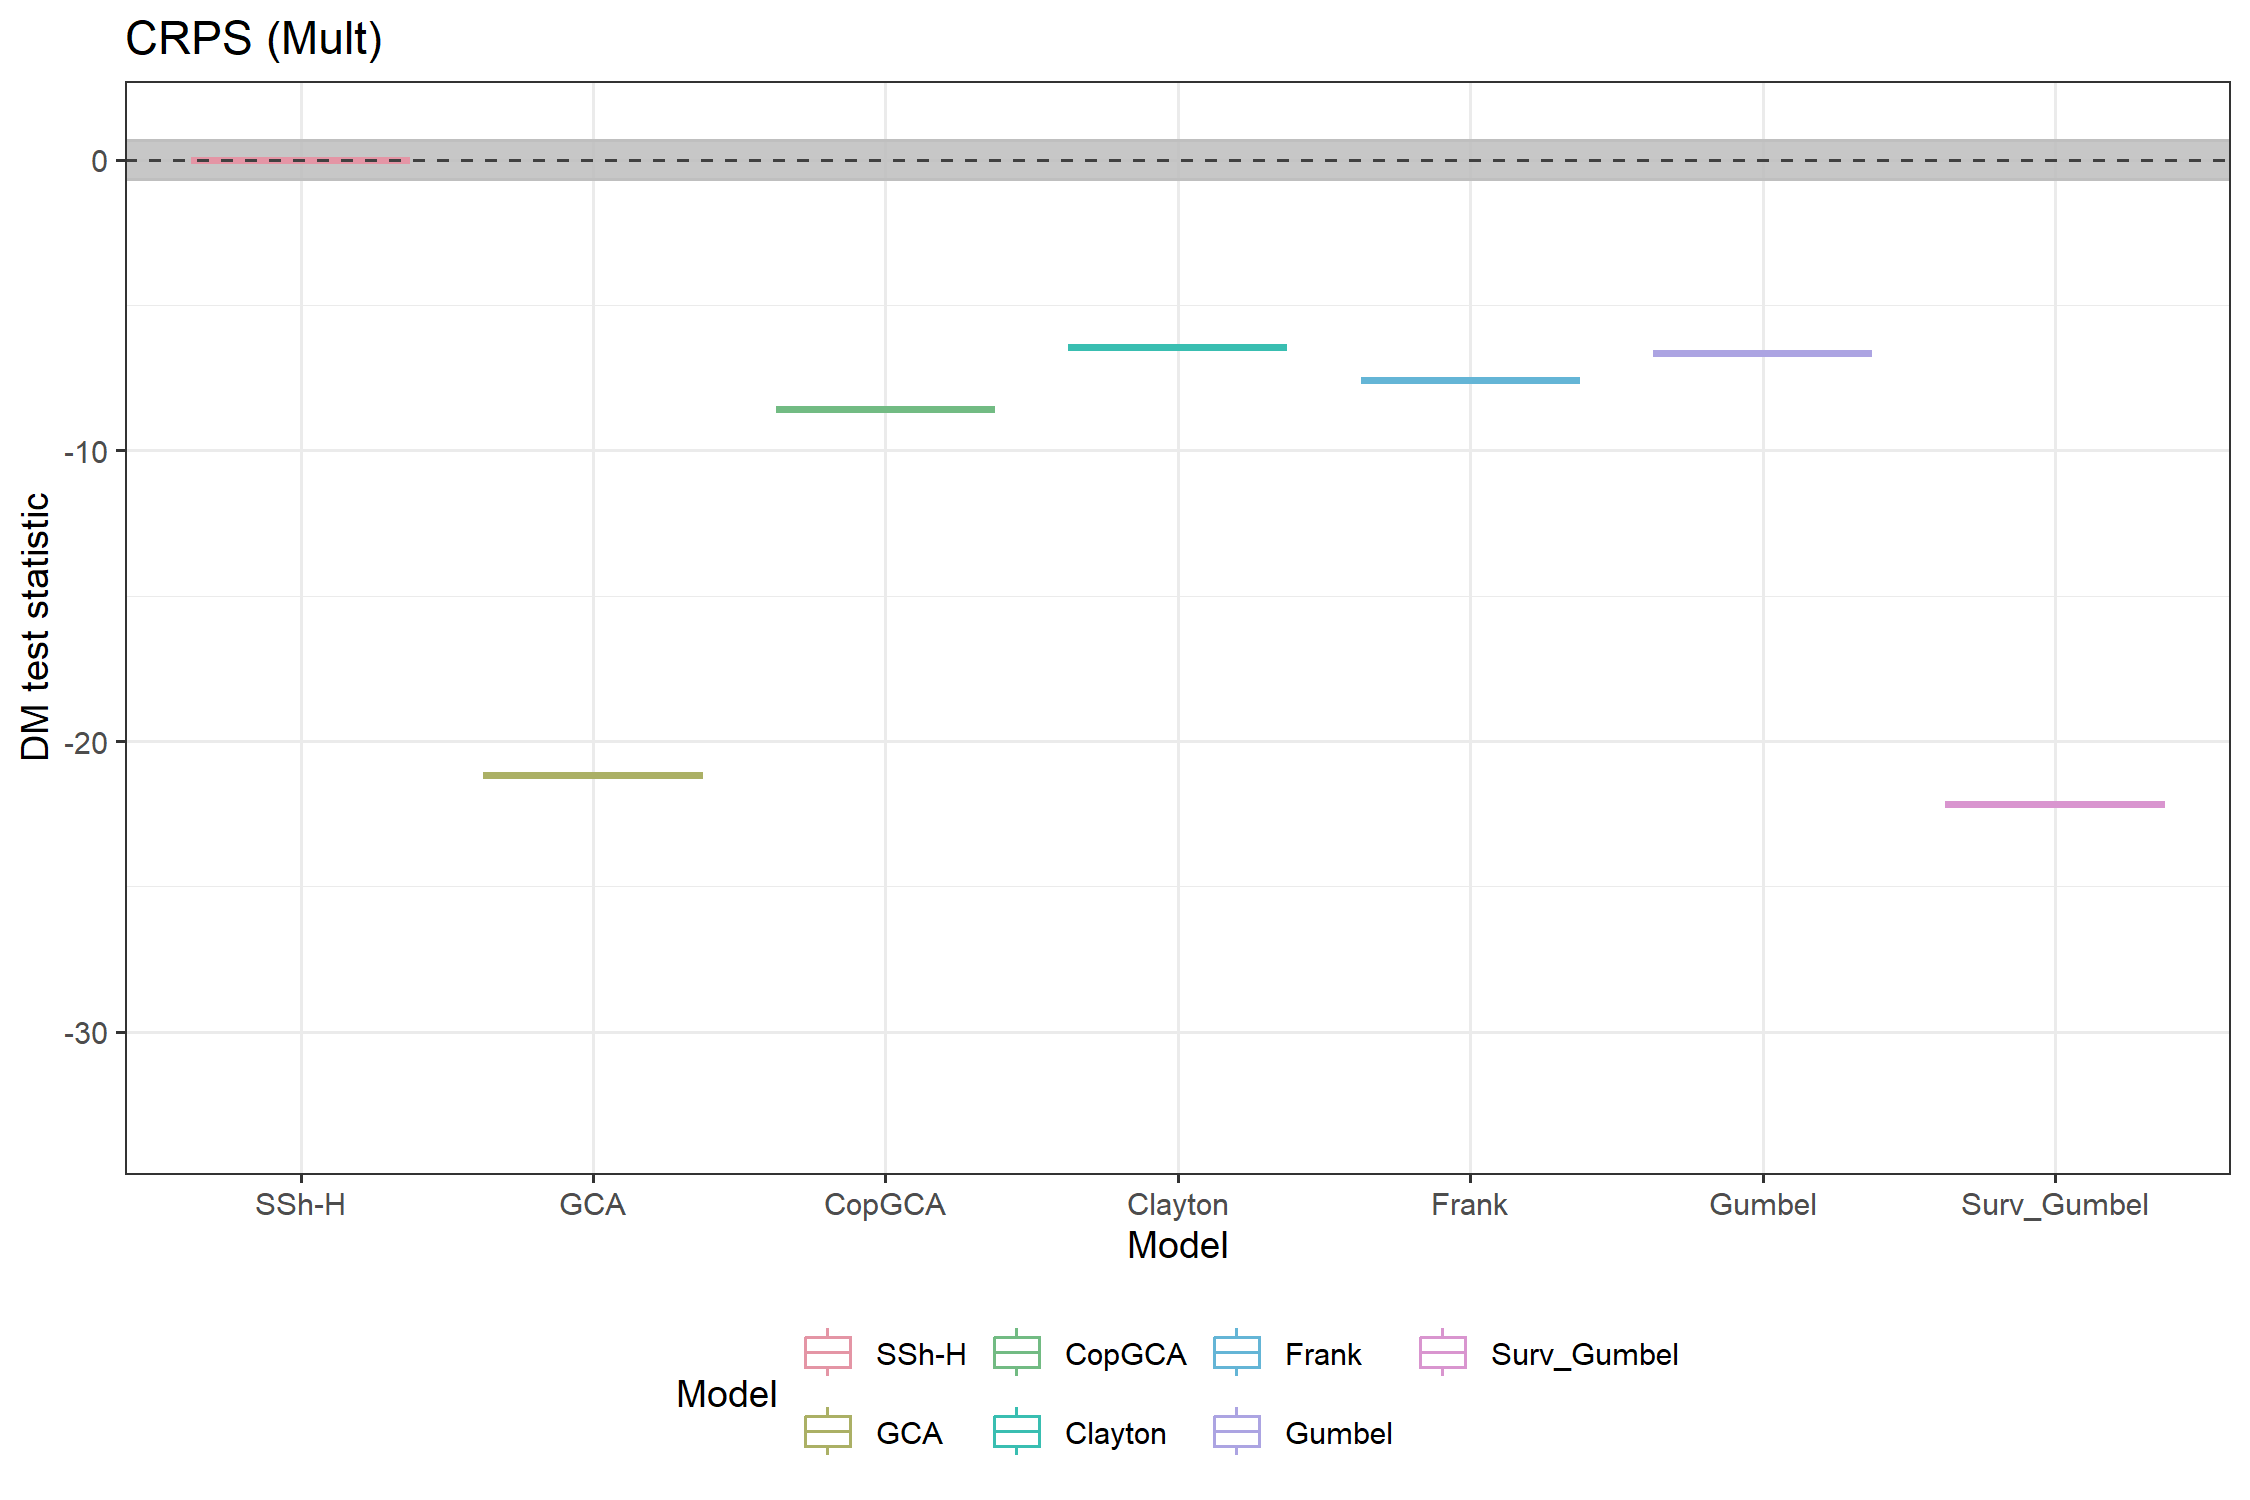 CRPS (Mult)
DM test statistic
0
-10
-20
-30
SSh-H GCA CopGCA Clayton Frank Gumbel Surv_Gumbel
Model
Model
SSh-H CopGCA Frank Surv_Gumbel
GCA Clayton Gumbel